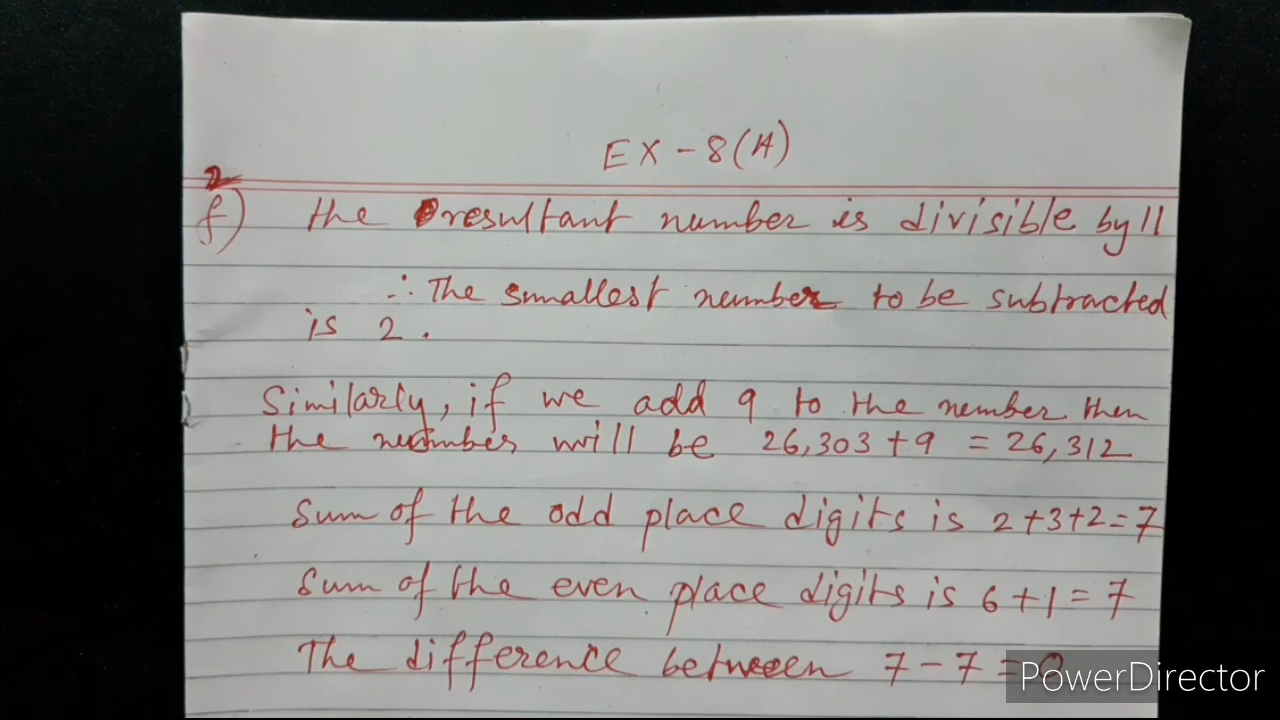 EX - 8(A)
2
f) the resultant number is divisible by 11
∴ The smallest number to be subtracted
is 2.
Similarly, if we add 9 to the number then
the number will be 26,303 + 9 = 26,312
Sum of the odd place digits is 2+3+2=7
Sum of the even place digits is 6+1=7
The difference between 7-7=0
PowerDirector